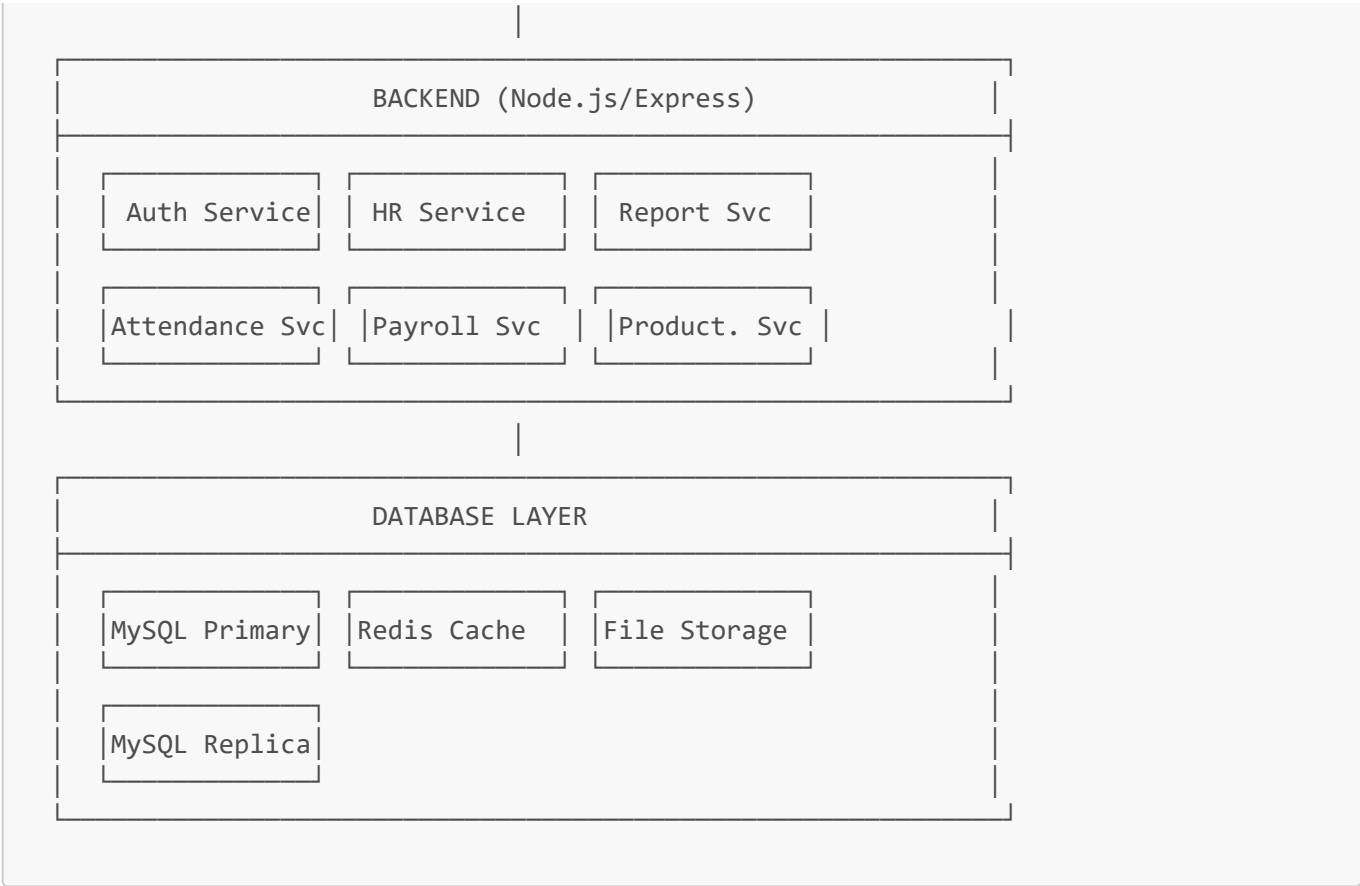 BACKEND (Node.js/Express)
Auth Service HR Service Report Svc
Attendance Svc Payroll Svc Product. Svc
DATABASE LAYER
MySQL Primary Redis Cache File Storage
MySQL Replica